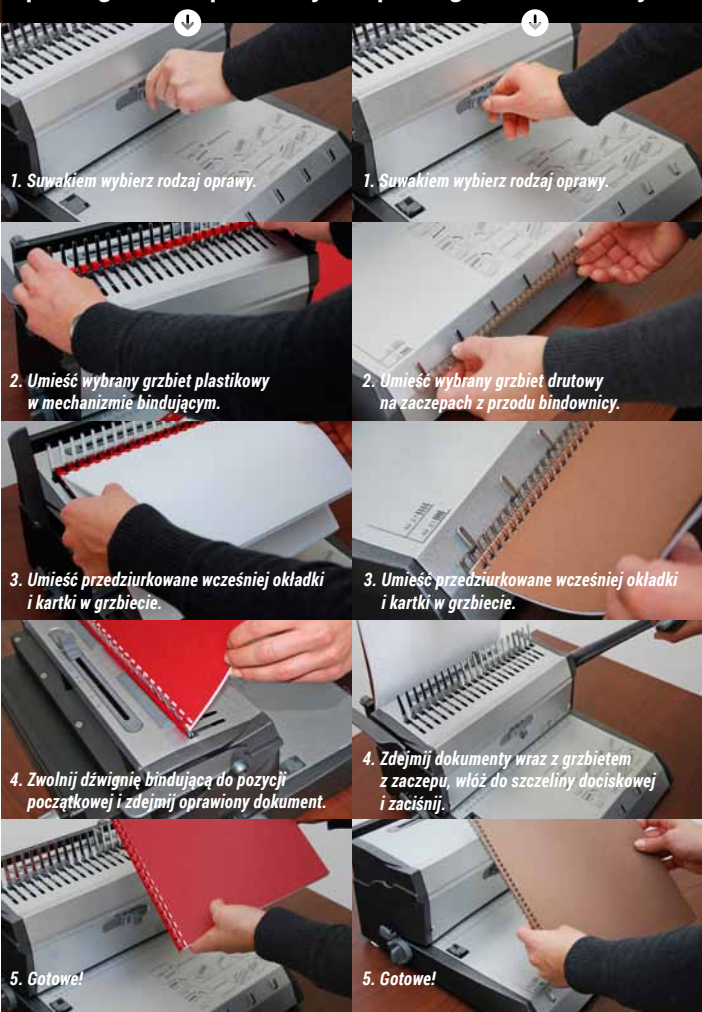 1. Suwakiem wybierz rodzaj oprawy.
2. Umieść wybrany grzbiet plastikowy
w mechanizmie bindującym.
3. Umieść przedziurkowane wcześniej okładki
i kartki w grzbiecie.
4. Zwolnij dźwignię bindującą do pozycji
początkowej i zdejmij oprawiony dokument.
5. Gotowe!
1. Suwakiem wybierz rodzaj oprawy.
2. Umieść wybrany grzbiet drutowy
na zaczepach z przodu bindownicy.
3. Umieść przedziurkowane wcześniej okładki
i kartki w grzbiecie.
4. Zdejmij dokumenty wraz z grzbietem
z zaczepu, włóż do szczeliny dociskowej
i zaciśnij.
5. Gotowe!